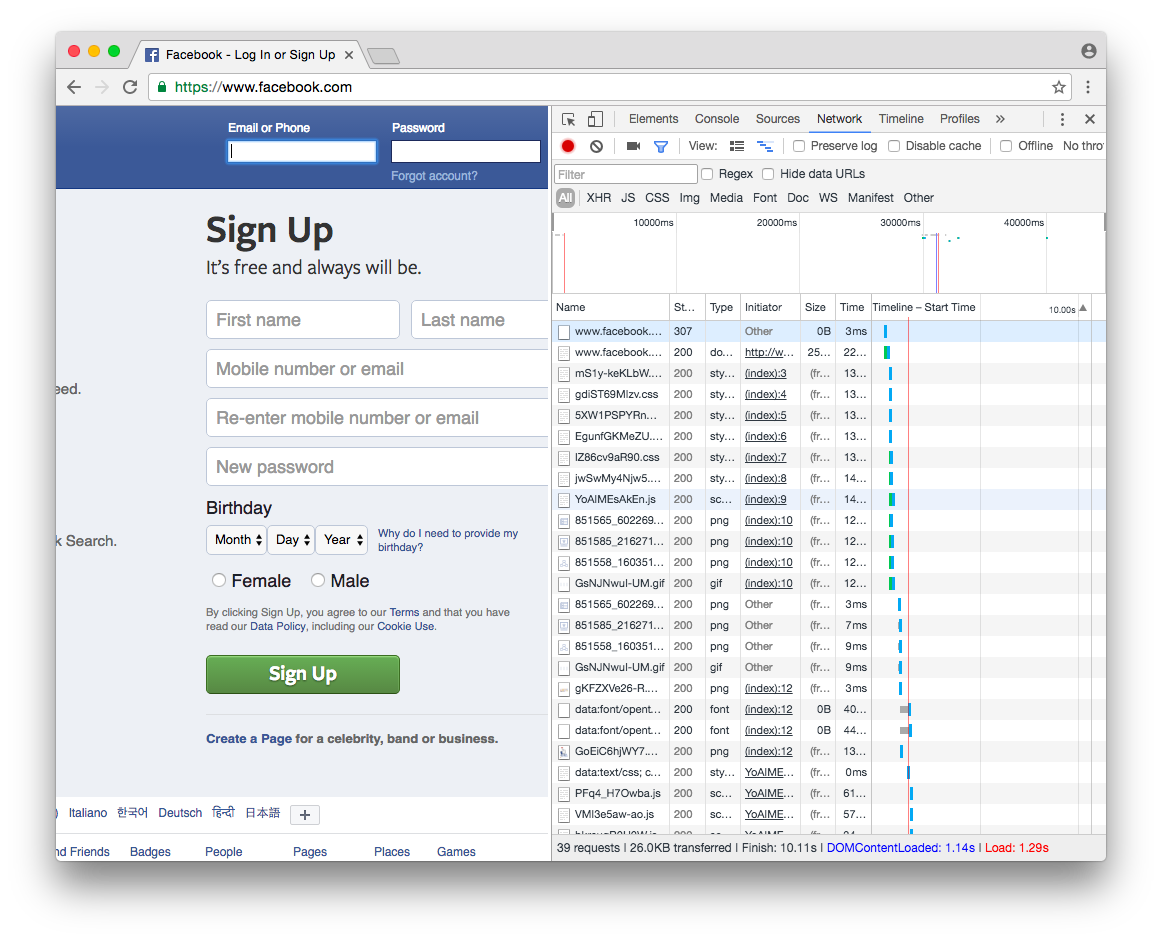 Facebook - Log In or Sign Up
https://www.facebook.com
Email or Phone Password
Forgot account?
Sign Up
It's free and always will be.
First name Last name
Mobile number or email
eed.
Re-enter mobile number or email
New password
Birthday
k Search.
Month Day Year Why do I need to provide my
birthday?
Female Male
By clicking Sign Up, you agree to our Terms and that you have
read our Data Policy, including our Cookie Use.
Sign Up
Create a Page for a celebrity, band or business.
Italiano 한국어 Deutsch हिन्दी 日本語 +
nd Friends Badges People Pages Places Games
Elements Console Sources Network Timeline Profiles »
View: Preserve log Disable cache Offline No thro
Filter Regex Hide data URLs
All XHR JS CSS Img Media Font Doc WS Manifest Other
10000ms 20000ms 30000ms 40000ms
Name St... Type Initiator Size Time Timeline – Start Time 10.00s
www.facebook.... 307 Other 0B 3ms
www.facebook.... 200 do... http://w... 25... 22...
mS1y-keKLbW.... 200 sty... (index):3 (fr... 13...
gdiST69Mlzv.css 200 sty... (index):4 (fr... 13...
5XW1PSPYRn... 200 sty... (index):5 (fr... 13...
EgunfGKMeZU.... 200 sty... (index):6 (fr... 13...
IZ86cv9aR90.css 200 sty... (index):7 (fr... 13...
jwSwMy4Njw5.... 200 sty... (index):8 (fr... 14...
YoAIMEsAkEn.js 200 sc... (index):9 (fr... 14...
851565_602269... 200 png (index):10 (fr... 12...
851585_216271... 200 png (index):10 (fr... 12...
851558_160351... 200 png (index):10 (fr... 12...
GsNJNwuI-UM.gif 200 gif (index):10 (fr... 12...
851565_602269... 200 png Other (fr... 3ms
851585_216271... 200 png Other (fr... 7ms
851558_160351... 200 png Other (fr... 9ms
GsNJNwuI-UM.gif 200 gif Other (fr... 9ms
gKFZXVe26-R.... 200 png (index):12 (fr... 3ms
data:font/opent... 200 font (index):12 0B 40...
data:font/opent... 200 font (index):12 0B 44...
GoEiC6hjWY7.... 200 png (index):12 (fr... 13...
data:text/css; c... 200 sty... YoAIME... (fr... 0ms
PFq4_H7Owba.js 200 sc... YoAIME... (fr... 61...
VMI3e5aw-ao.js 200 sc... YoAIME... (fr... 57...
39 requests | 26.0KB transferred | Finish: 10.11s | DOMContentLoaded: 1.14s | Load: 1.29s